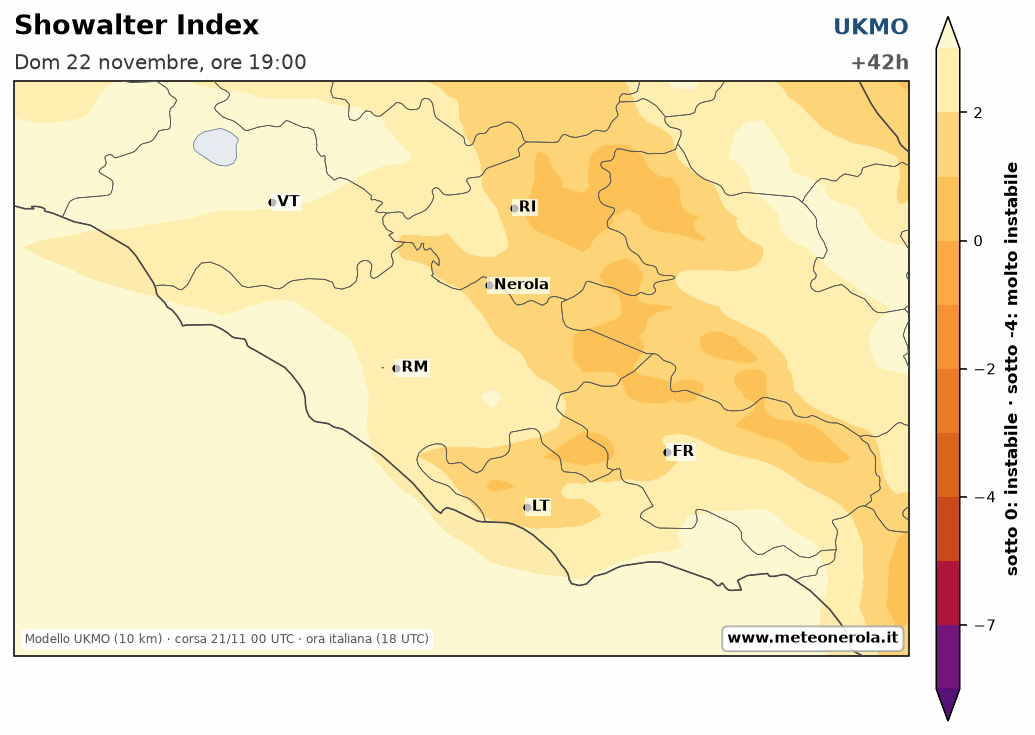 Showalter Index
UKMO
Dom 22 novembre, ore 19:00
+42h
VT
RI
Nerola
RM
FR
LT
2
0
−2
−4
−7
sotto 0: instabile · sotto -4: molto instabile
Modello UKMO (10 km) · corsa 21/11 00 UTC · ora italiana (18 UTC)
www.meteonerola.it